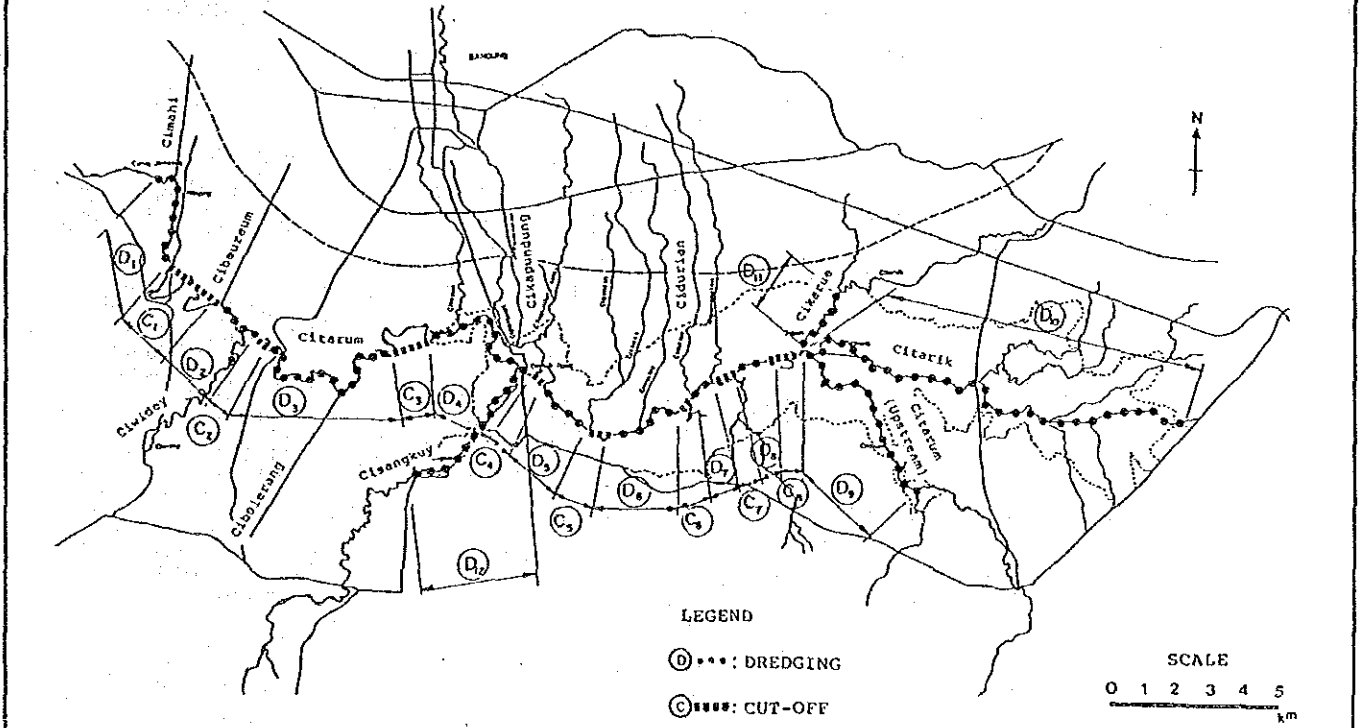 N
Cimahi
D1
Cibeureum
C1
D2
Ciwidey
C2
D3
Citarum
Cibolerang
C3
D4
Cisangkuy
C4
D5
Cikapundung
D12
C5
D6
Cidurian
C6
D7
C7
D8
C8
D9
D11
Cikarus
D10
Citarik
Citarum
(Upstream)
LEGEND
D : DREDGING
C : CUT-OFF
SCALE
0 1 2 3 4 5
km